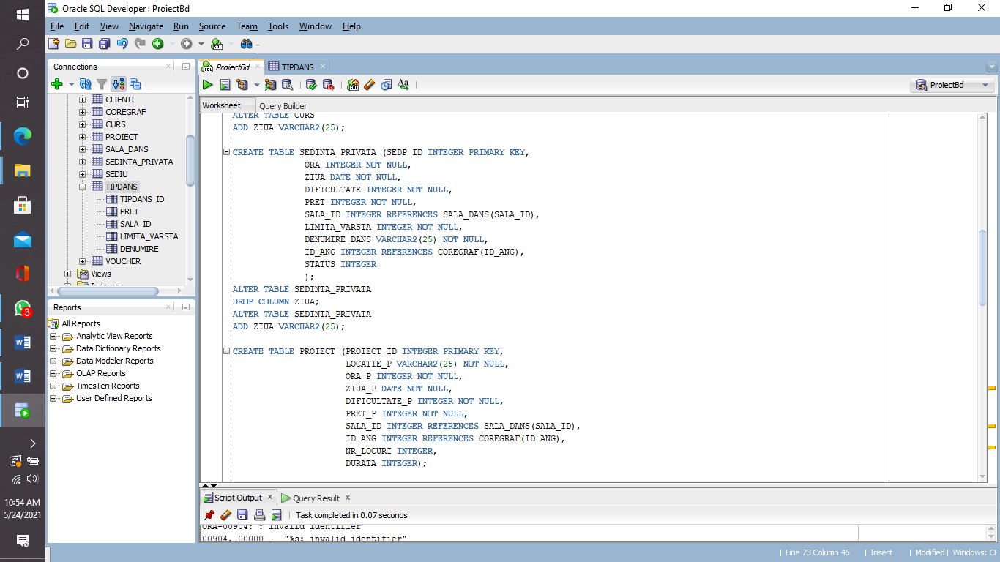 Oracle SQL Developer : ProiectBd
File Edit View Navigate Run Source Team Tools Window Help
Connections
CLIENTI
COREGRAF
CURS
PROIECT
SALA_DANS
SEDINTA_PRIVATA
SEDIU
TIPDANS
TIPDANS_ID
PRET
SALA_ID
LIMITA_VARSTA
DENUMIRE
VOUCHER
Views
Reports
All Reports
Analytic View Reports
Data Dictionary Reports
Data Modeler Reports
OLAP Reports
TimesTen Reports
User Defined Reports
ProiectBd
TIPDANS
ProiectBd
Worksheet
Query Builder
ALTER TABLE CURS
ADD ZIUA VARCHAR2(25);
CREATE TABLE SEDINTA_PRIVATA (SEDP_ID INTEGER PRIMARY KEY,
ORA INTEGER NOT NULL,
ZIUA DATE NOT NULL,
DIFICULTATE INTEGER NOT NULL,
PRET INTEGER NOT NULL,
SALA_ID INTEGER REFERENCES SALA_DANS(SALA_ID),
LIMITA_VARSTA INTEGER NOT NULL,
DENUMIRE_DANS VARCHAR2(25) NOT NULL,
ID_ANG INTEGER REFERENCES COREGRAF(ID_ANG),
STATUS INTEGER
);
ALTER TABLE SEDINTA_PRIVATA
DROP COLUMN ZIUA;
ALTER TABLE SEDINTA_PRIVATA
ADD ZIUA VARCHAR2(25);
CREATE TABLE PROIECT (PROIECT_ID INTEGER PRIMARY KEY,
LOCATIE_P VARCHAR2(25) NOT NULL,
ORA_P INTEGER NOT NULL,
ZIUA_P DATE NOT NULL,
DIFICULTATE_P INTEGER NOT NULL,
PRET_P INTEGER NOT NULL,
SALA_ID INTEGER REFERENCES SALA_DANS(SALA_ID),
ID_ANG INTEGER REFERENCES COREGRAF(ID_ANG),
NR_LOCURI INTEGER,
DURATA INTEGER);
Script Output
Query Result
Task completed in 0.07 seconds
ORA-00904: : invalid identifier
00904. 00000 - "%s: invalid identifier"
Line 73 Column 45 | Insert | Modified | Windows: CF
3
10:54 AM
5/24/2021